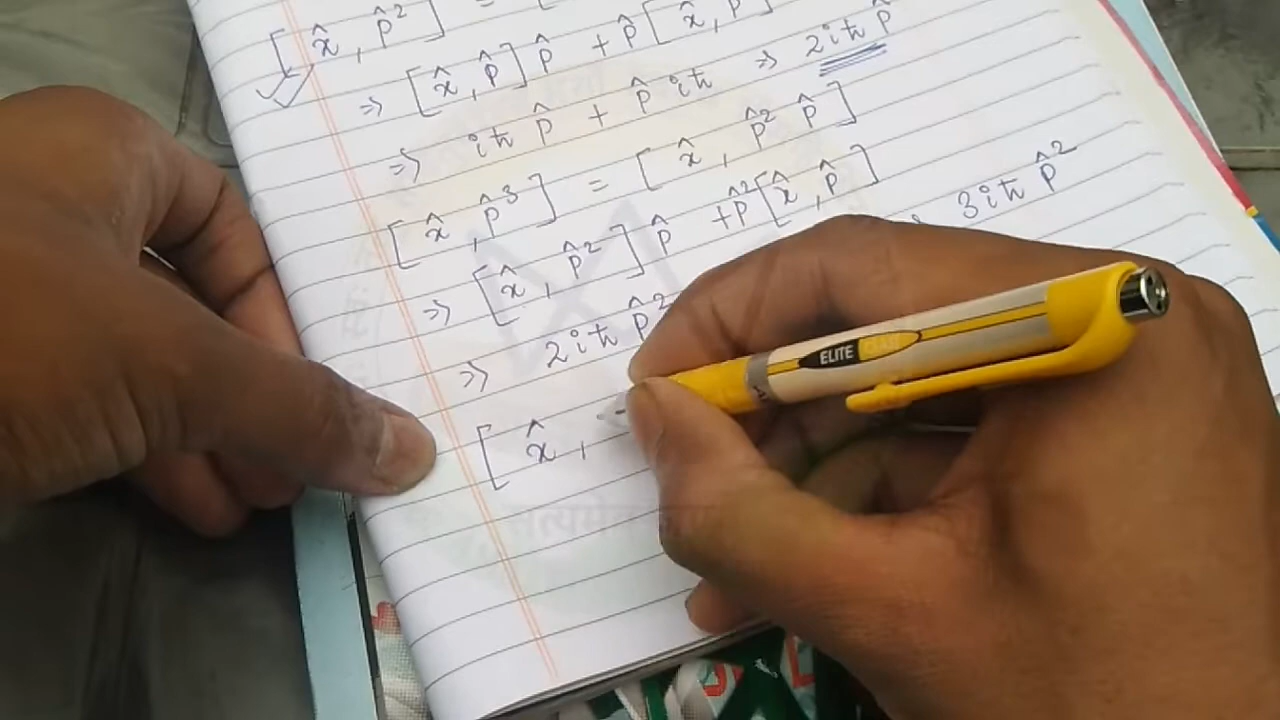 [x̂, p̂²] =
⇒ [x̂, p̂] p̂ + p̂ [x̂, p̂]
⇒ iħ p̂ + p̂ iħ ⇒ 2iħ p̂
[x̂, p̂³] = [x̂, p̂² p̂]
⇒ [x̂, p̂²] p̂ + p̂² [x̂, p̂]
⇒ 2iħ p̂² 3iħ p̂²
[x̂,
ELITE